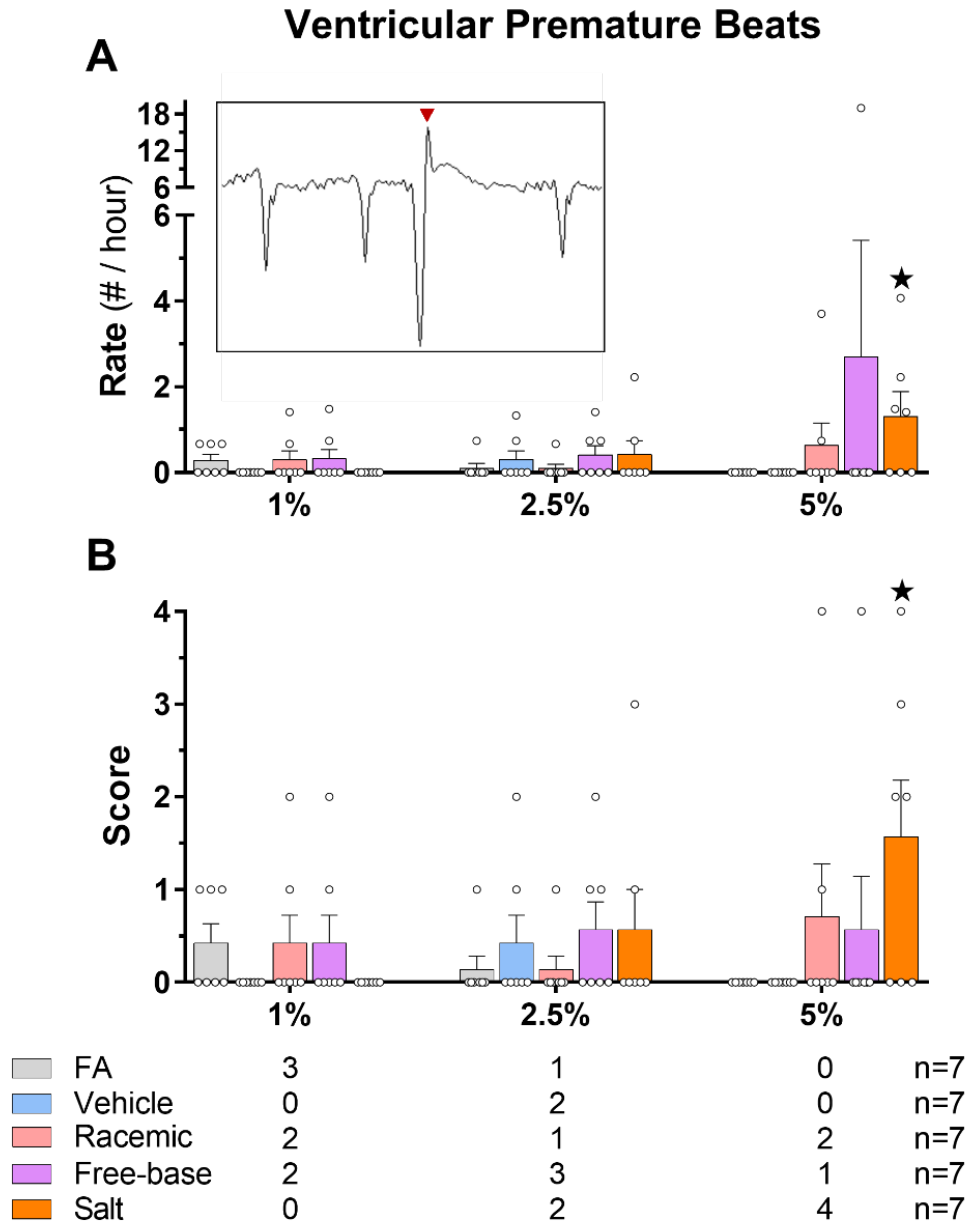 Ventricular Premature Beats
A
Rate (# / hour)
18
12
6
6
4
2
0
1% 2.5% 5%
B
Score
4
3
2
1
0
1% 2.5% 5%
FA 3 1 0 n=7
Vehicle 0 2 0 n=7
Racemic 2 1 2 n=7
Free-base 2 3 1 n=7
Salt 0 2 4 n=7